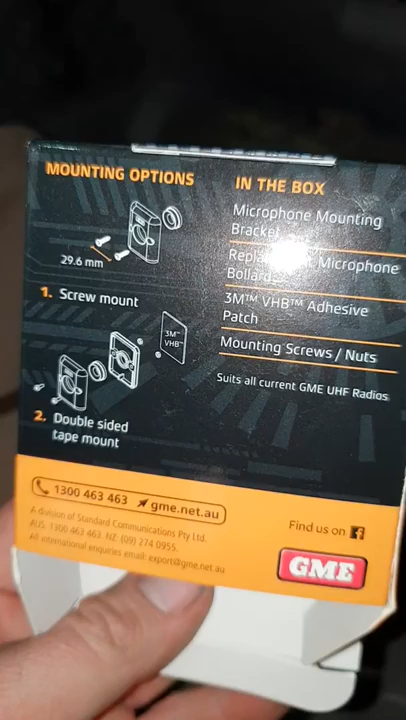 MOUNTING OPTIONS
29.6 mm
1. Screw mount
3M™
VHB™
2. Double sided
tape mount
IN THE BOX
Microphone Mounting
Bracket
Microphone
Bollard
3M™ VHB™ Adhesive
Patch
Mounting Screws / Nuts
Suits all current GME UHF Radios
1300 463 463 gme.net.au
A division of Standard Communications Pty Ltd.
AUS: 1300 463 463. NZ: (09) 274 0955.
All international enquiries email: export@gme.net.au
Find us on f
GME